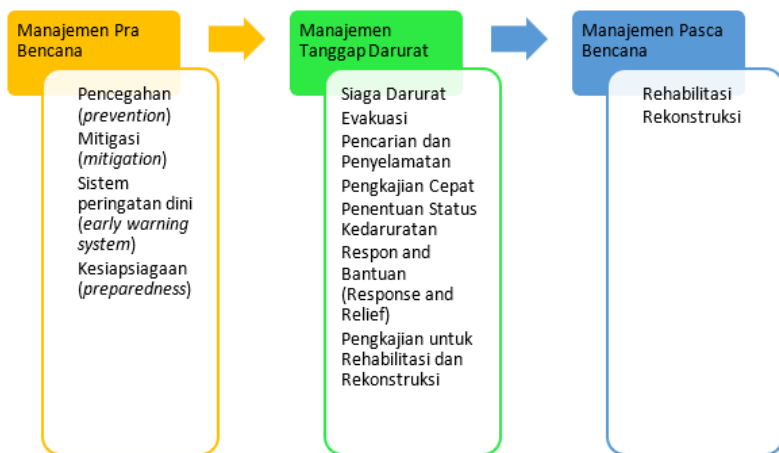 Manajemen Pra
Bencana
Pencegahan
(prevention)
Mitigasi
(mitigation)
Sistem
peringatan dini
(early warning
system)
Kesiapsiagaan
(preparedness)
Manajemen
Tanggap Darurat
Siaga Darurat
Evakuasi
Pencarian dan
Penyelamatan
Pengkajian Cepat
Penentuan Status
Kedaruratan
Respon and
Bantuan
(Response and
Relief)
Pengkajian untuk
Rehabilitasi dan
Rekonstruksi
Manajemen Pasca
Bencana
Rehabilitasi
Rekonstruksi